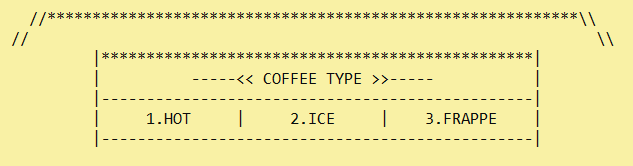 //***********************************************************\\
//                                                               \\
         |************************************************|
         |          -----<< COFFEE TYPE >>-----           |
         |------------------------------------------------|
         |     1.HOT     |     2.ICE     |    3.FRAPPE    |
         |------------------------------------------------|